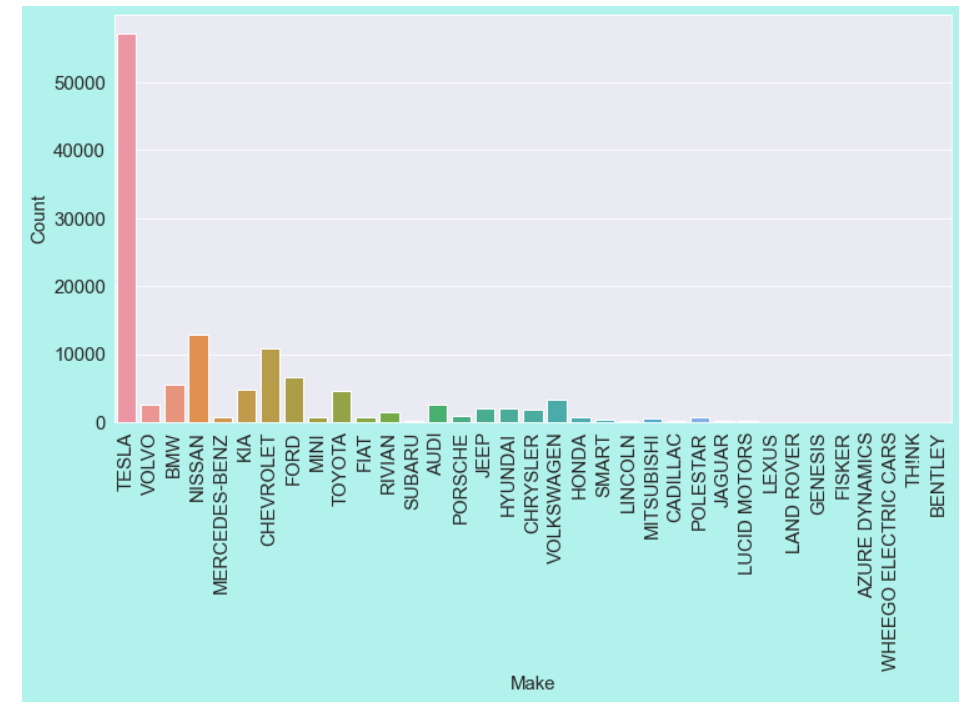 50000
40000
30000
20000
10000
0
Count
TESLA
VOLVO
BMW
NISSAN
MERCEDES-BENZ
KIA
CHEVROLET
FORD
MINI
TOYOTA
FIAT
RIVIAN
SUBARU
AUDI
PORSCHE
JEEP
HYUNDAI
CHRYSLER
VOLKSWAGEN
HONDA
SMART
LINCOLN
MITSUBISHI
CADILLAC
POLESTAR
JAGUAR
LUCID MOTORS
LEXUS
LAND ROVER
GENESIS
FISKER
AZURE DYNAMICS
WHEEGO ELECTRIC CARS
TH!NK
BENTLEY
Make